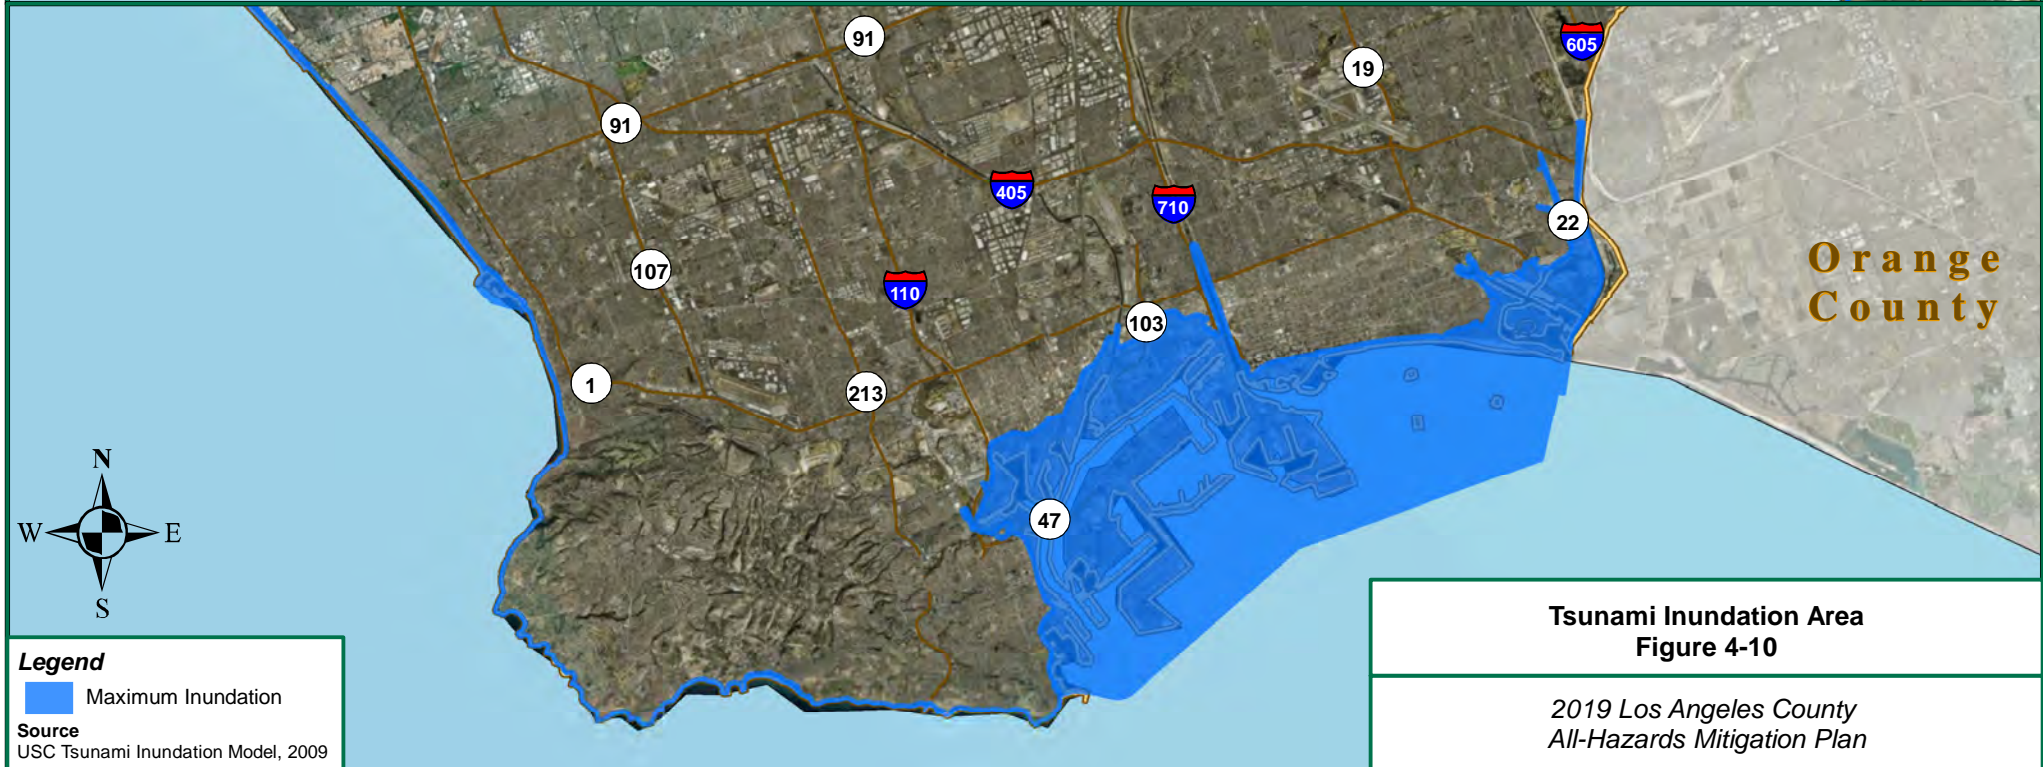 91
605
19
91
405
710
22
107
Orange
County
110
103
1
213
N
W
E
S
47
Tsunami Inundation Area
Figure 4-10
2019 Los Angeles County
All-Hazards Mitigation Plan
Legend
Maximum Inundation
Source
USC Tsunami Inundation Model, 2009